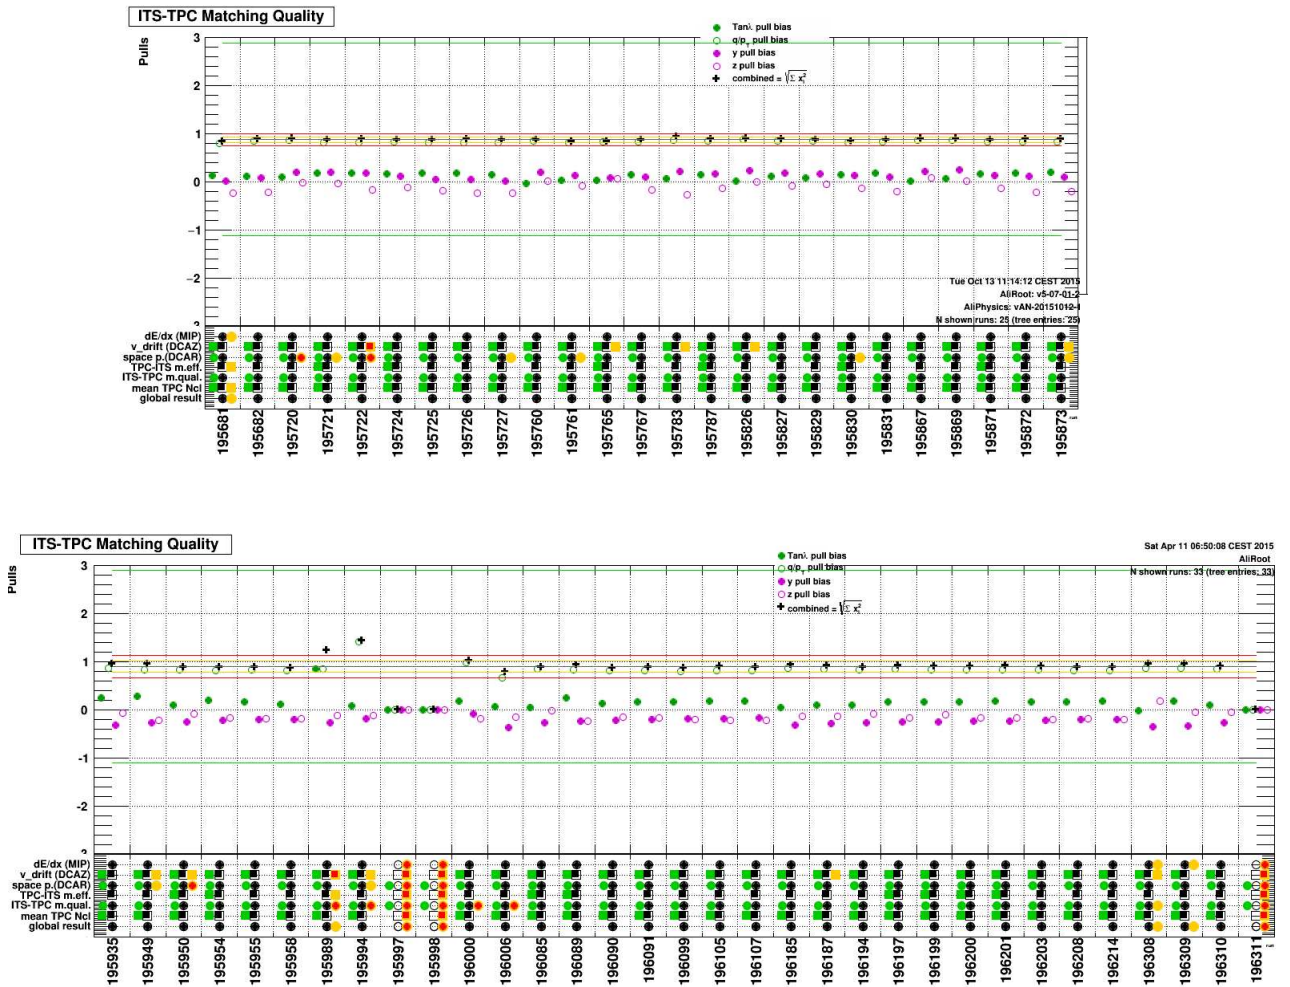 ITS-TPC Matching Quality
Pulls
Tanλ pull bias
q/pT pull bias
y pull bias
z pull bias
combined = √Σ x²i
3
2
1
0
−1
−2
Tue Oct 13 11:14:12 CEST 2015
AliRoot: v5-07-01-2
AliPhysics: vAN-20151012-1
N shown runs: 25 (tree entries: 25)
dE/dx (MIP)
v_drift (DCAZ)
space p.(DCAR)
TPC-ITS m.eff.
ITS-TPC m.qual.
mean TPC Ncl
global result
195681 195682 195720 195721 195722 195724 195725 195726 195727 195760 195761 195765 195767 195783 195787 195826 195827 195829 195830 195831 195867 195869 195871 195872 195873
run
ITS-TPC Matching Quality
Sat Apr 11 06:50:08 CEST 2015
AliRoot
N shown runs: 33 (tree entries: 33)
Pulls
Tanλ pull bias
q/pT pull bias
y pull bias
z pull bias
combined = √Σ x²i
3
2
1
0
-1
-2
dE/dx (MIP)
v_drift (DCAZ)
space p.(DCAR)
TPC-ITS m.eff.
ITS-TPC m.qual.
mean TPC Ncl
global result
195935 195949 195950 195954 195955 195958 195989 195994 195997 195998 196000 196006 196085 196089 196090 196091 196099 196105 196107 196185 196187 196194 196197 196199 196200 196201 196203 196208 196214 196308 196309 196310 196311
run